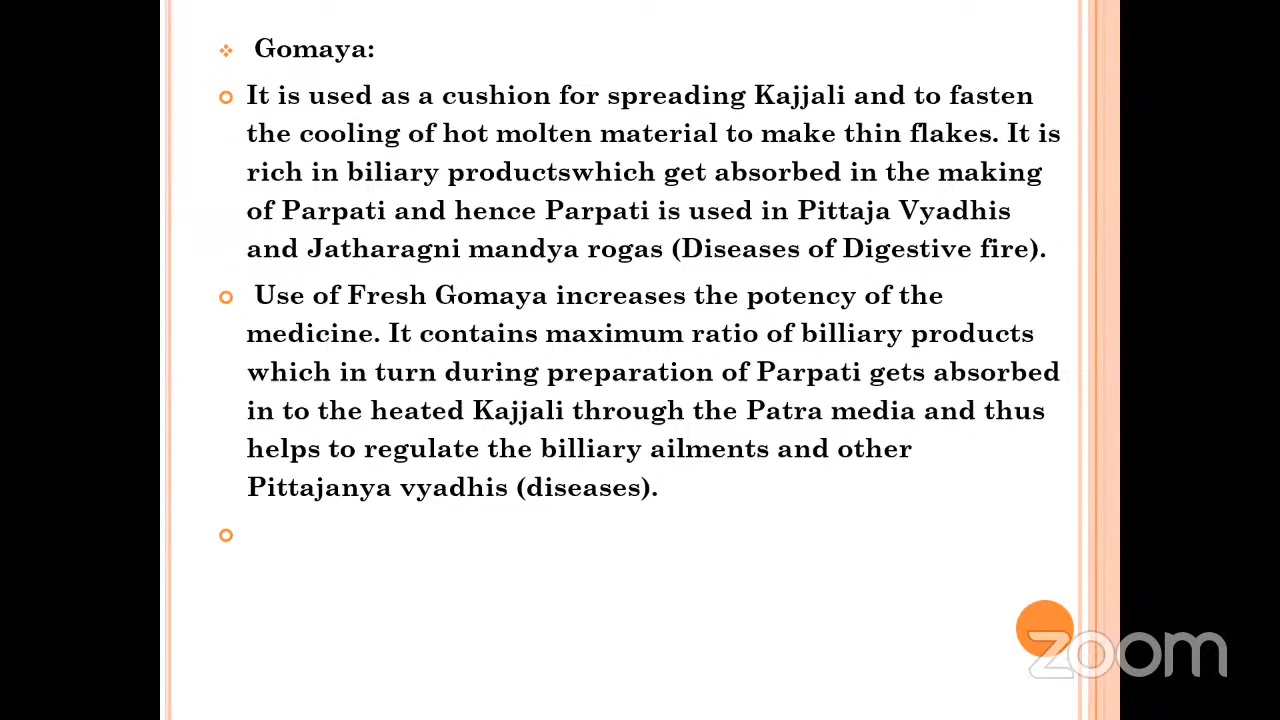 Gomaya:
It is used as a cushion for spreading Kajjali and to fasten
the cooling of hot molten material to make thin flakes. It is
rich in biliary productswhich get absorbed in the making
of Parpati and hence Parpati is used in Pittaja Vyadhis
and Jatharagni mandya rogas (Diseases of Digestive fire).
Use of Fresh Gomaya increases the potency of the
medicine. It contains maximum ratio of billiary products
which in turn during preparation of Parpati gets absorbed
in to the heated Kajjali through the Patra media and thus
helps to regulate the billiary ailments and other
Pittajanya vyadhis (diseases).
zoom